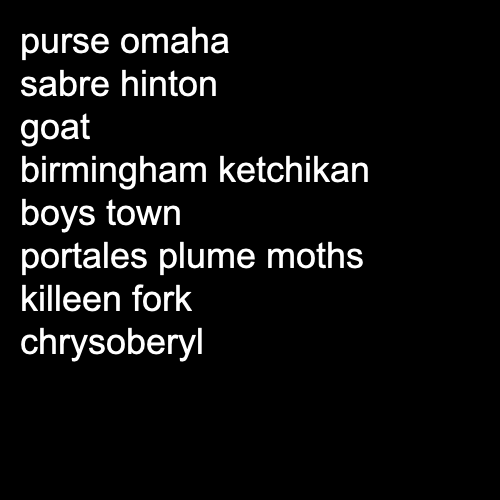 purse omaha
sabre hinton
goat
birmingham ketchikan
boys town
portales plume moths
killeen fork
chrysoberyl